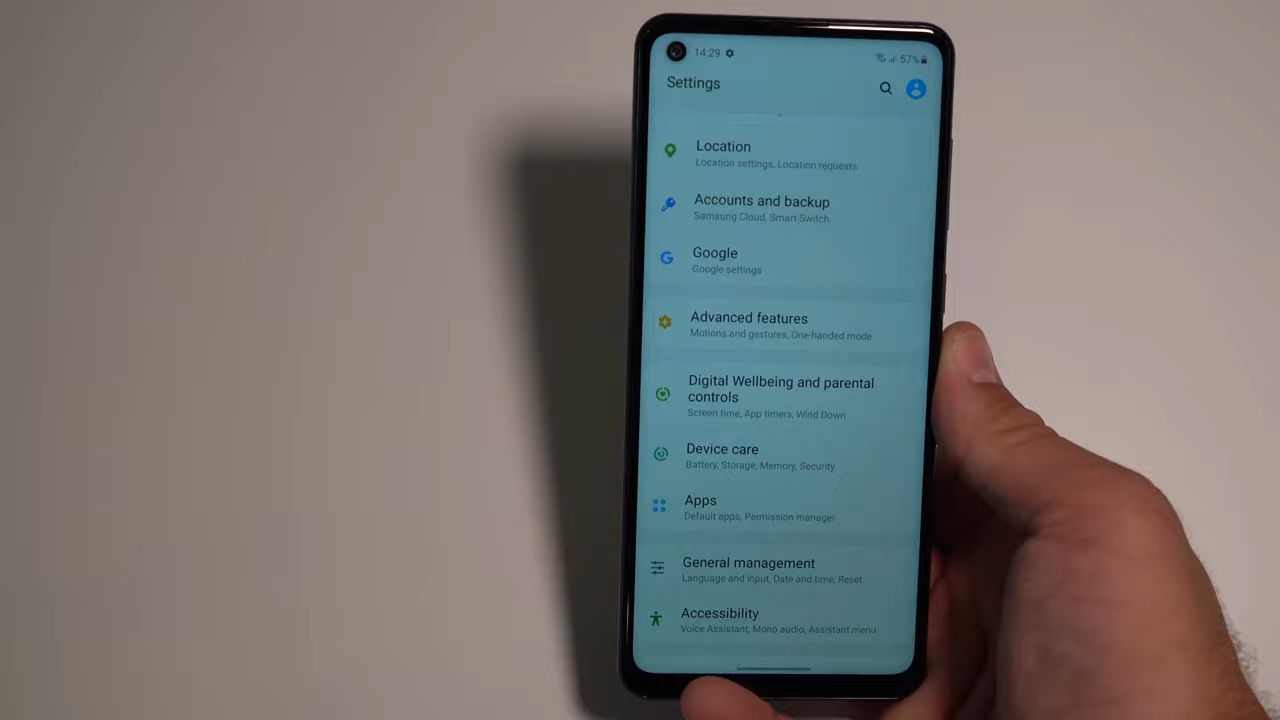 14:29 57%
Settings
Location
Location settings, Location requests
Accounts and backup
Samsung Cloud, Smart Switch
Google
Google settings
Advanced features
Motions and gestures, One-handed mode
Digital Wellbeing and parental
controls
Screen time, App timers, Wind Down
Device care
Battery, Storage, Memory, Security
Apps
Default apps, Permission manager
General management
Language and input, Date and time, Reset
Accessibility
Voice Assistant, Mono audio, Assistant menu